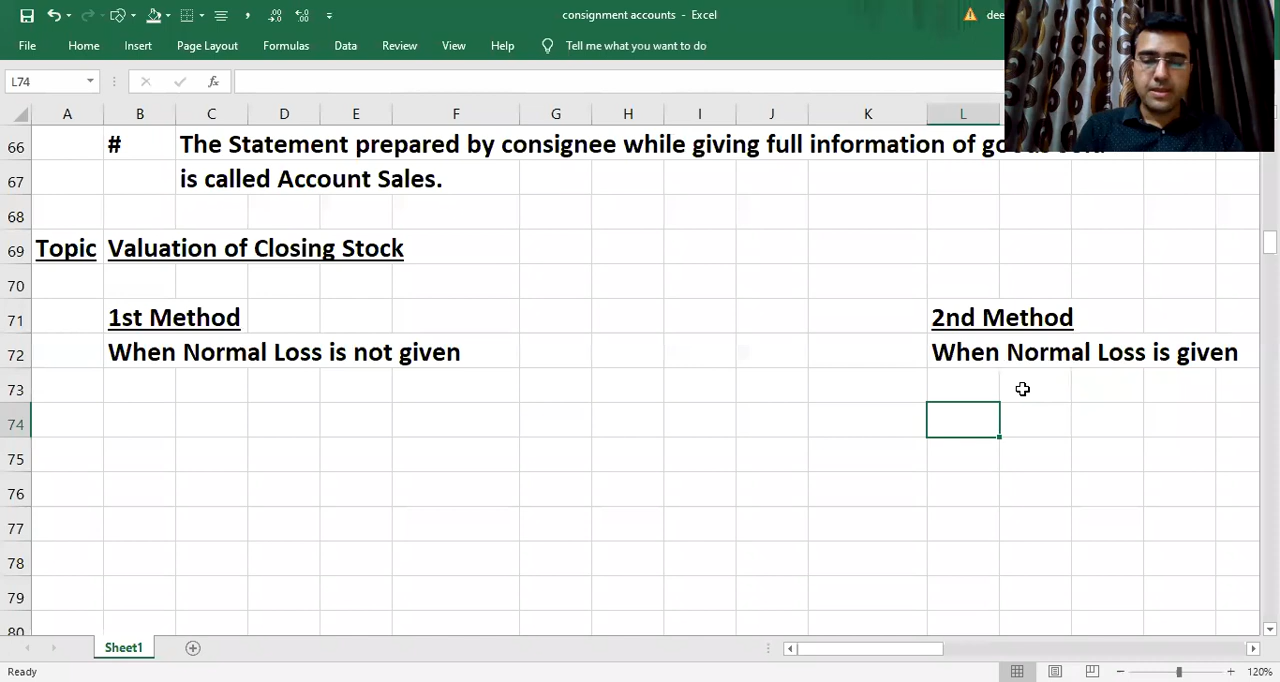 consignment accounts - Excel
dee
File Home Insert Page Layout Formulas Data Review View Help Tell me what you want to do
L74
fx
A B C D E F G H I J K L
66 # The Statement prepared by consignee while giving full information of
67 is called Account Sales.
68
69 Topic Valuation of Closing Stock
70
71 1st Method 2nd Method
72 When Normal Loss is not given When Normal Loss is given
73
74
75
76
77
78
79
80
Sheet1
Ready 120%